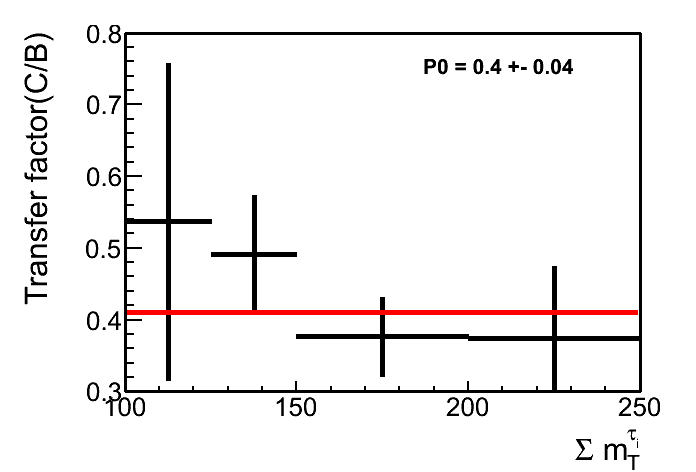 Transfer factor(C/B)
0.8
0.7
0.6
0.5
0.4
0.3
P0 = 0.4 +- 0.04
100 150 200 250
Σ m_T^{τ_i}